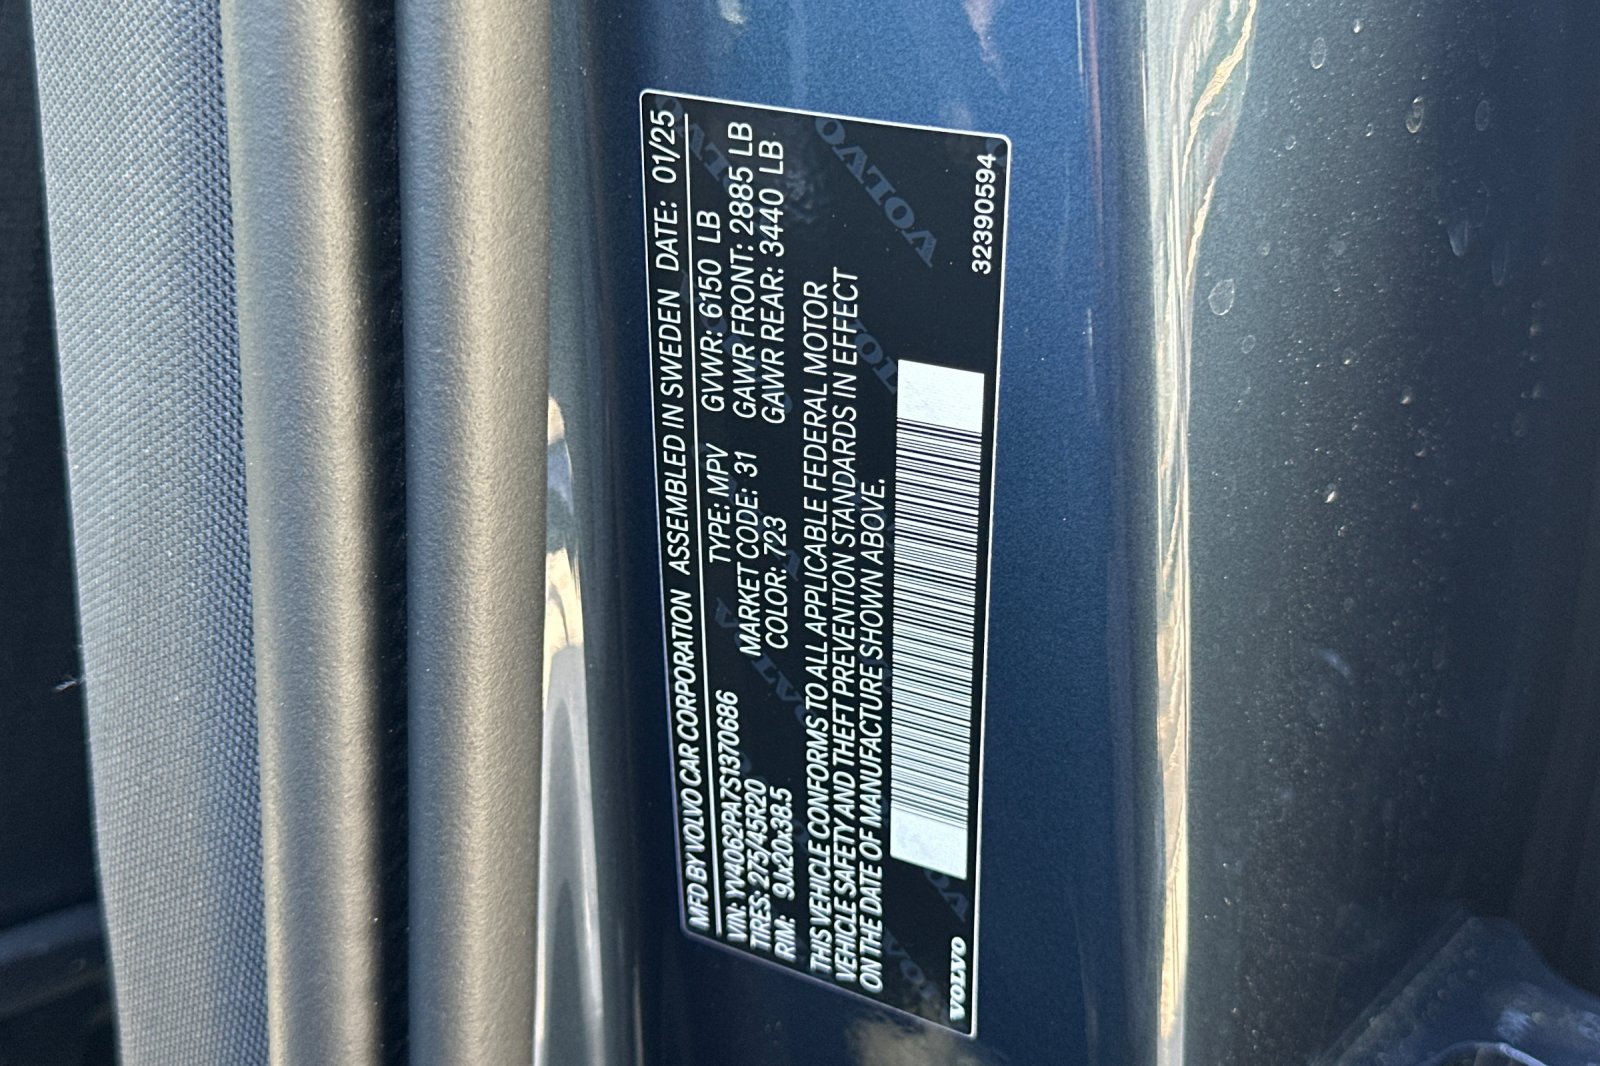 MFD BY VOLVO CAR CORPORATION ASSEMBLED IN SWEDEN DATE: 01/25
VIN: YV4062PA7S1370686 TYPE: MPV GVWR: 6150 LB
TIRES: 275/45R20 MARKET CODE: 31 GAWR FRONT: 2885 LB
RIM: 9Jx20x38.5 COLOR: 723 GAWR REAR: 3440 LB
THIS VEHICLE CONFORMS TO ALL APPLICABLE FEDERAL MOTOR
VEHICLE SAFETY AND THEFT PREVENTION STANDARDS IN EFFECT
ON THE DATE OF MANUFACTURE SHOWN ABOVE.
VOLVO 32390594